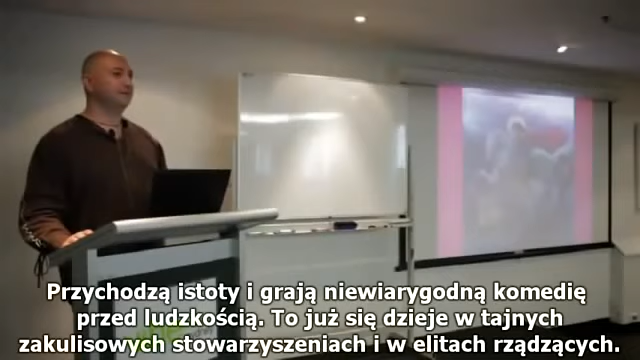 Przychodzą istoty i grają niewiarygodną komedię
przed ludzkością. To już się dzieje w tajnych
zakulisowych stowarzyszeniach i w elitach rządzących.